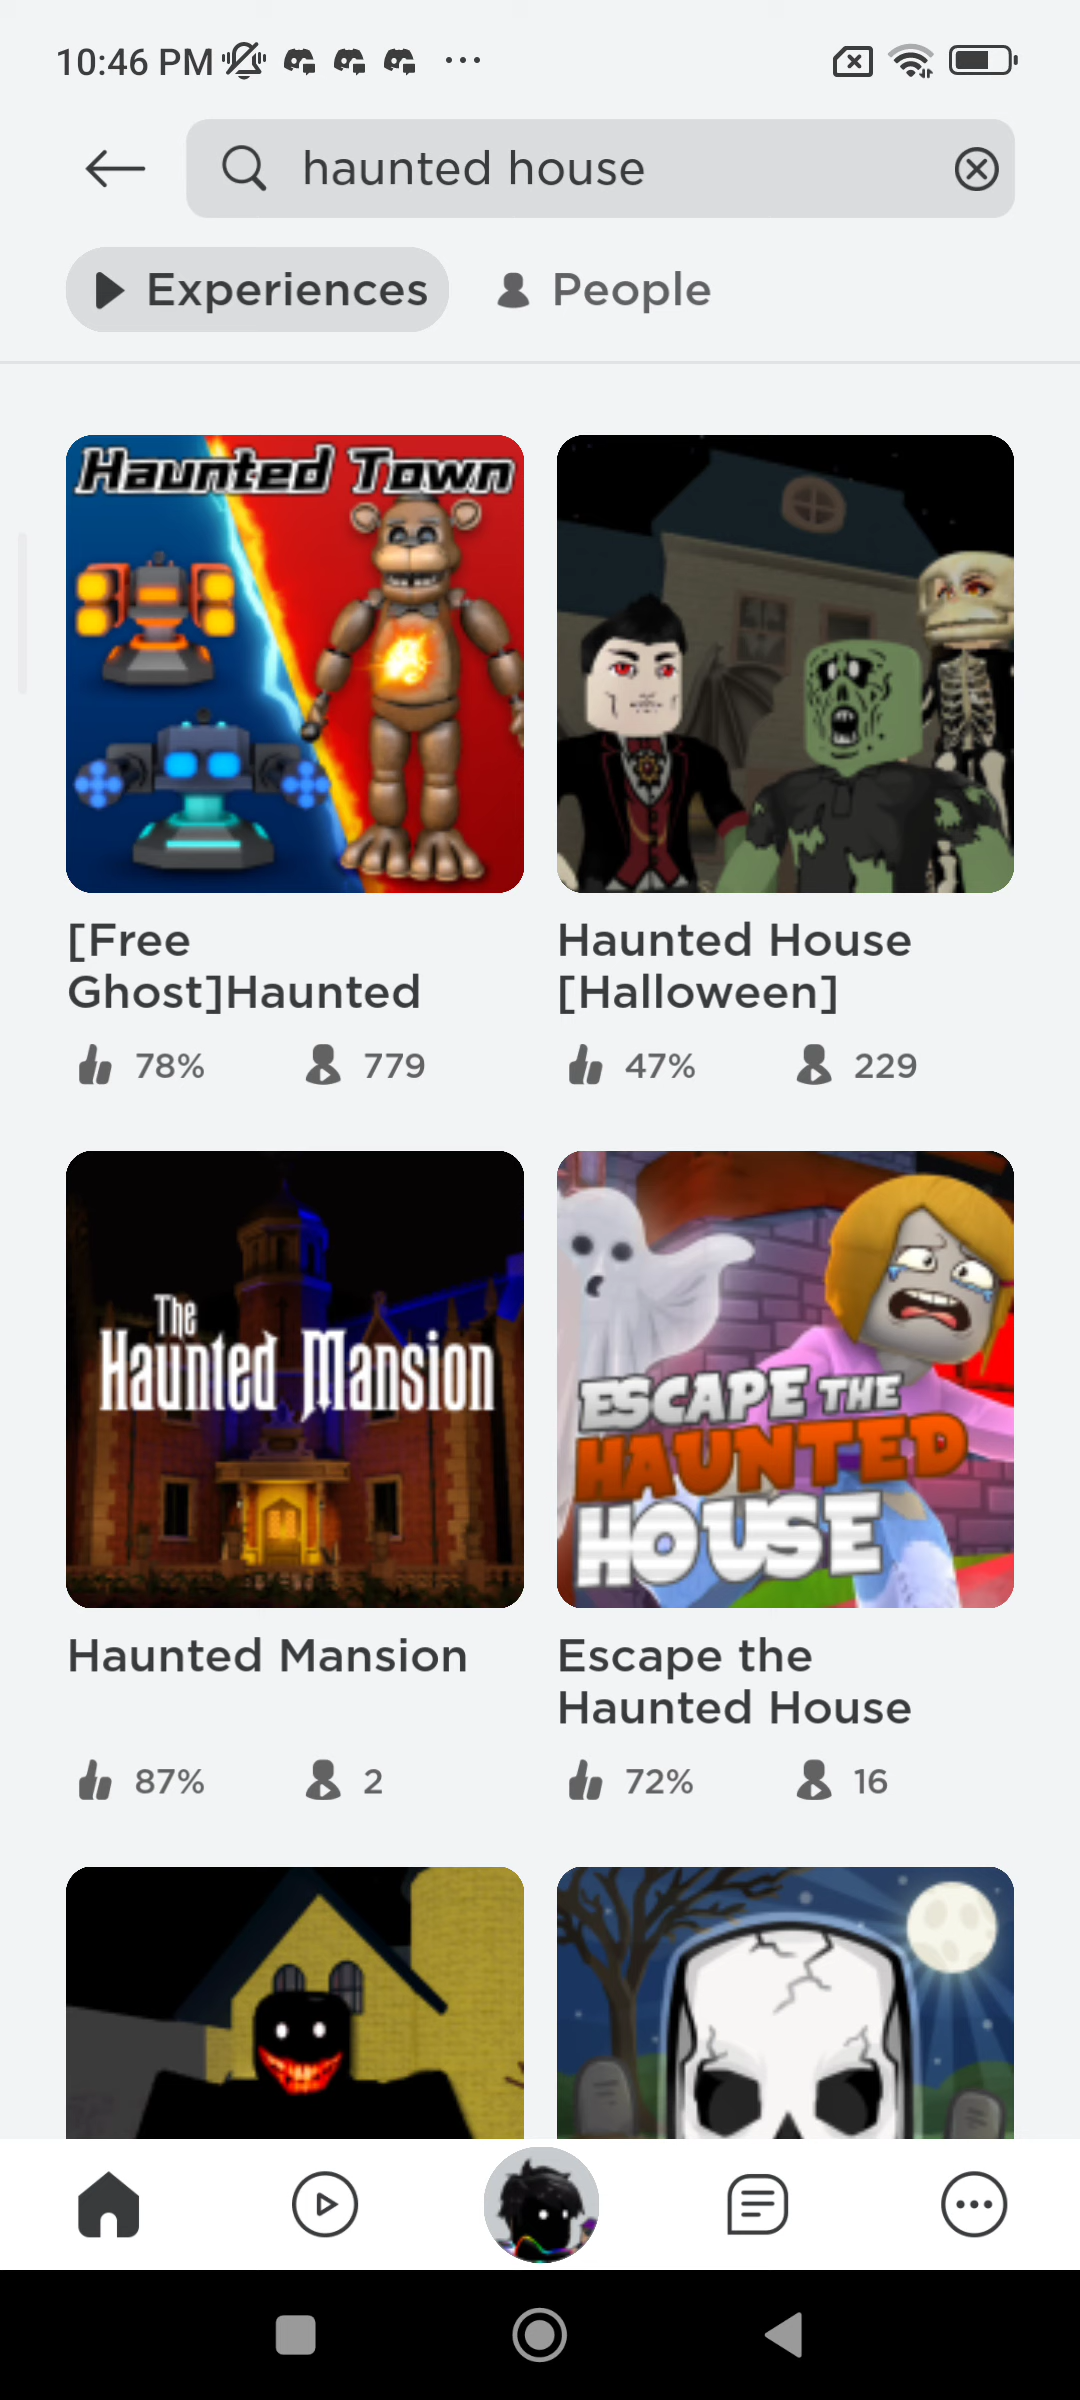 10:46 PM
haunted house
Experiences
People
Haunted Town
[Free
Ghost]Haunted
78%
779
Haunted House
[Halloween]
47%
229
The
Haunted Mansion
Haunted Mansion
87%
2
ESCAPE THE
HAUNTED
HOUSE
Escape the
Haunted House
72%
16